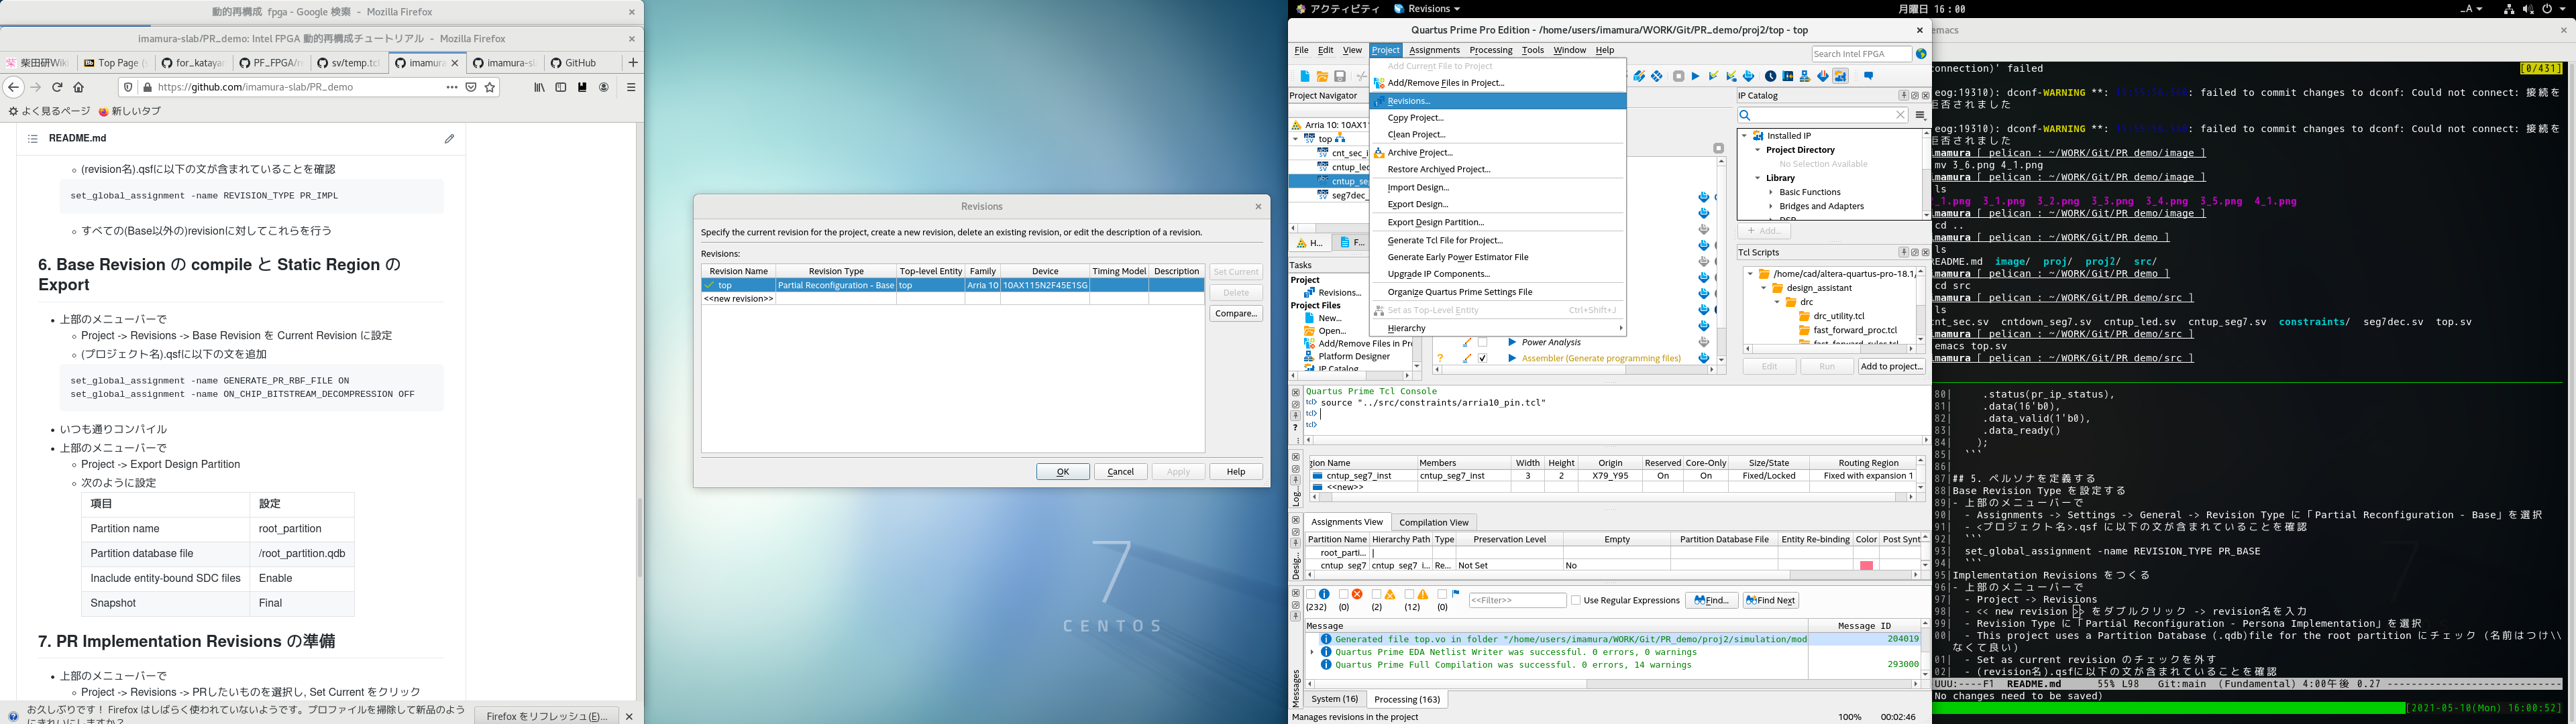 動的再構成 fpga - Google 検索 - Mozilla Firefox
imamura-slab/PR_demo: Intel FPGA 動的再構成チュートリアル - Mozilla Firefox
柴田研Wiki
Top Page (
for_kataya
PF_FPGA/r
sv/temp.tc
imamura
imamura-s
GitHub
https://github.com/imamura-slab/PR_demo
よく見るページ 新しいタブ
README.md
(revision名).qsfに以下の文が含まれていることを確認
set_global_assignment -name REVISION_TYPE PR_IMPL
すべての(Base以外の)revisionに対してこれらを行う
6. Base Revision の compile と Static Region の
Export
上部のメニューバーで
Project -> Revisions -> Base Revision を Current Revision に設定
(プロジェクト名).qsfに以下の文を追加
set_global_assignment -name GENERATE_PR_RBF_FILE ON
set_global_assignment -name ON_CHIP_BITSTREAM_DECOMPRESSION OFF
いつも通りコンパイル
上部のメニューバーで
Project -> Export Design Partition
次のように設定
項目 設定
Partition name root_partition
Partition database file /root_partition.qdb
Inaclude entity-bound SDC files Enable
Snapshot Final
7. PR Implementation Revisions の準備
上部のメニューバーで
Project -> Revisions -> PRしたいものを選択し, Set Current をクリック
お久しぶりです！ Firefox はしばらく使われていないようです。プロファイルを掃除して新品のよう
にきれいにしますか？
Firefox をリフレッシュ(E)...
Revisions
Specify the current revision for the project, create a new revision, delete an existing revision, or edit the description of a revision.
Revisions:
Revision Name Revision Type Top-level Entity Family Device Timing Model Description
top Partial Reconfiguration - Base top Arria 10 10AX115N2F45E1SG
<<new revision>>
Set Current
Delete
Compare...
OK Cancel Apply Help
7
CENTOS
アクティビティ Revisions 月曜日 16：00 _A
Quartus Prime Pro Edition - /home/users/imamura/WORK/Git/PR_demo/proj2/top - top
File Edit View Project Assignments Processing Tools Window Help
Search Intel FPGA
Add Current File to Project
Add/Remove Files in Project...
Revisions...
Copy Project...
Clean Project...
Archive Project...
Restore Archived Project...
Import Design...
Export Design...
Export Design Partition...
Generate Tcl File for Project...
Generate Early Power Estimator File
Upgrade IP Components...
Organize Quartus Prime Settings File
Set as Top-Level Entity Ctrl+Shift+J
Hierarchy
Project Navigator
Arria 10: 10AX11
top
cnt_sec_i
cntup_led
cntup_se
seg7dec_
H... F...
Tasks
Project
Revisions...
Project Files
New...
Open...
Add/Remove Files in Pr
Platform Designer
IP Catalog
Power Analysis
Assembler (Generate programming files)
IP Catalog
Installed IP
Project Directory
No Selection Available
Library
Basic Functions
Bridges and Adapters
DSP
+ Add...
Tcl Scripts
/home/cad/altera-quartus-pro-18.1/
design_assistant
drc
drc_utility.tcl
fast_forward_proc.tcl
fast_forward_rules.tcl
Edit Run Add to project...
Quartus Prime Tcl Console
tcl> source "../src/constraints/arria10_pin.tcl"
tcl>
tcl>
gion Name Members Width Height Origin Reserved Core-Only Size/State Routing Region
cntup_seg7_inst cntup_seg7_inst 3 2 X79_Y95 On On Fixed/Locked Fixed with expansion 1
<<new>>
Log...
Assignments View Compilation View
Partition Name Hierarchy Path Type Preservation Level Empty Partition Database File Entity Re-binding Color Post Synt
root_parti... |
cntup_seg7 cntup_seg7_i... Re... Not Set No
Desig...
(232) (0) (2) (12) (0)
<<Filter>> Use Regular Expressions Find... Find Next
Message Message ID
Generated file top.vo in folder "/home/users/imamura/WORK/Git/PR_demo/proj2/simulation/mod 204019
Quartus Prime EDA Netlist Writer was successful. 0 errors, 0 warnings
Quartus Prime Full Compilation was successful. 0 errors, 14 warnings 293000
Messages
System (16) Processing (163)
Manages revisions in the project 100% 00:02:46
emacs
onnection)' failed [0/431]
eog:19310): dconf-WARNING **: : failed to commit changes to dconf: Could not connect: 接続を
拒否されました
eog:19310): dconf-WARNING **: : failed to commit changes to dconf: Could not connect: 接続を
拒否されました
imamura [ pelican : ~/WORK/Git/PR_demo/image ]
mv 3_6.png 4_1.png
imamura [ pelican : ~/WORK/Git/PR_demo/image ]
ls
_1.png 3_1.png 3_2.png 3_3.png 3_4.png 3_5.png 4_1.png
imamura [ pelican : ~/WORK/Git/PR_demo/image ]
cd ..
imamura [ pelican : ~/WORK/Git/PR_demo ]
ls
README.md image/ proj/ proj2/ src/
imamura [ pelican : ~/WORK/Git/PR_demo ]
cd src
imamura [ pelican : ~/WORK/Git/PR_demo/src ]
ls
cnt_sec.sv cntdown_seg7.sv cntup_led.sv cntup_seg7.sv constraints/ seg7dec.sv top.sv
imamura [ pelican : ~/WORK/Git/PR_demo/src ]
emacs top.sv
imamura [ pelican : ~/WORK/Git/PR_demo/src ]
80| .status(pr_ip_status),
81| .data(16'b0),
82| .data_valid(1'b0),
83| .data_ready()
84| );
85| ```
86|
87|## 5. ペルソナを定義する
88|Base Revision Type を設定する
89|- 上部のメニューバーで
90| - Assignments -> Settings -> General -> Revision Type に「Partial Reconfiguration - Base」を選択
91| - <プロジェクト名>.qsf に以下の文が含まれていることを確認
92| ```
93| set_global_assignment -name REVISION_TYPE PR_BASE
94| ```
95|Implementation Revisions をつくる
96|- 上部のメニューバーで
97| - Project -> Revisions
98| - << new revision >> をダブルクリック -> revision名を入力
99| - Revision Type に「Partial Reconfiguration - Persona Implementation」を選択
00| - This project uses a Partition Database (.qdb)file for the root partition にチェック (名前はつけ\\
なくて良い)
01| - Set as current revision のチェックを外す
02| - (revision名).qsfに以下の文が含まれていることを確認
UUU:----F1 README.md 55% L98 Git:main (Fundamental) 4:00午後 0.27
No changes need to be saved)
[2021-05-10(Mon) 16:00:52]